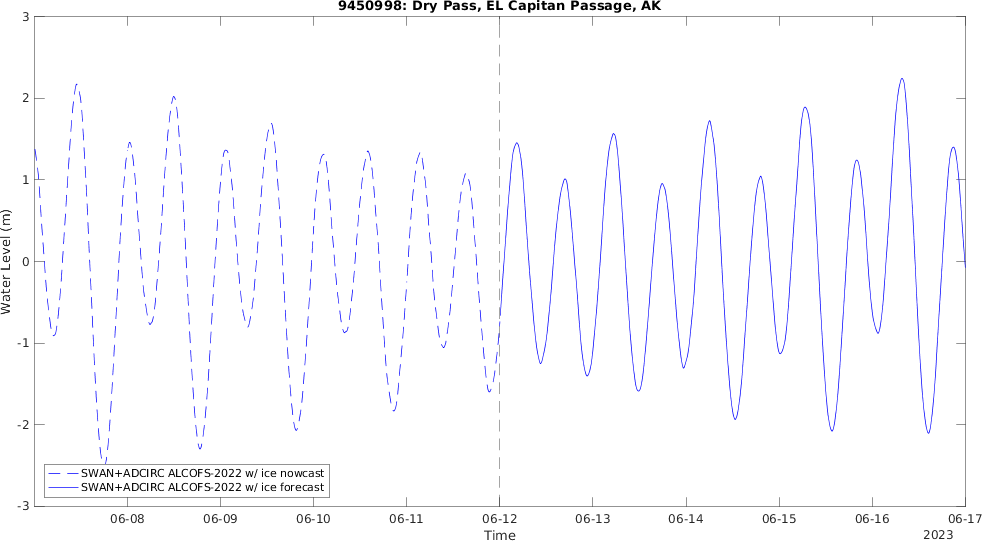 9450998: Dry Pass, EL Capitan Passage, AK
3
2
1
0
-1
-2
-3
Water Level (m)
SWAN+ADCIRC ALCOFS-2022 w/ ice nowcast
SWAN+ADCIRC ALCOFS-2022 w/ ice forecast
06-08 06-09 06-10 06-11 06-12 06-13 06-14 06-15 06-16 06-17
Time
2023